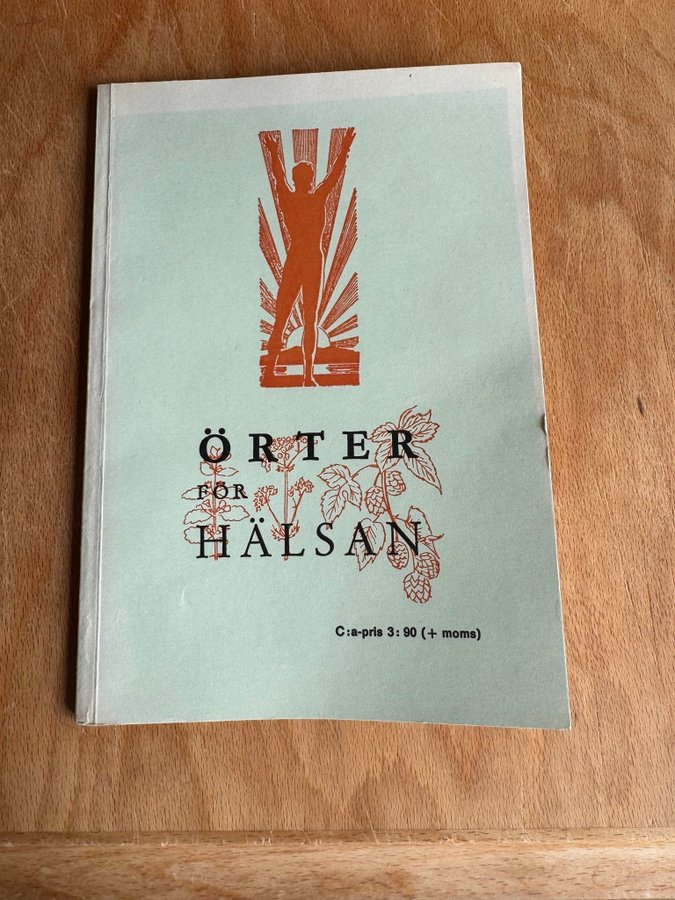 ÖRTER
FÖR
HÄLSAN
C:a-pris 3:90 (+ moms)